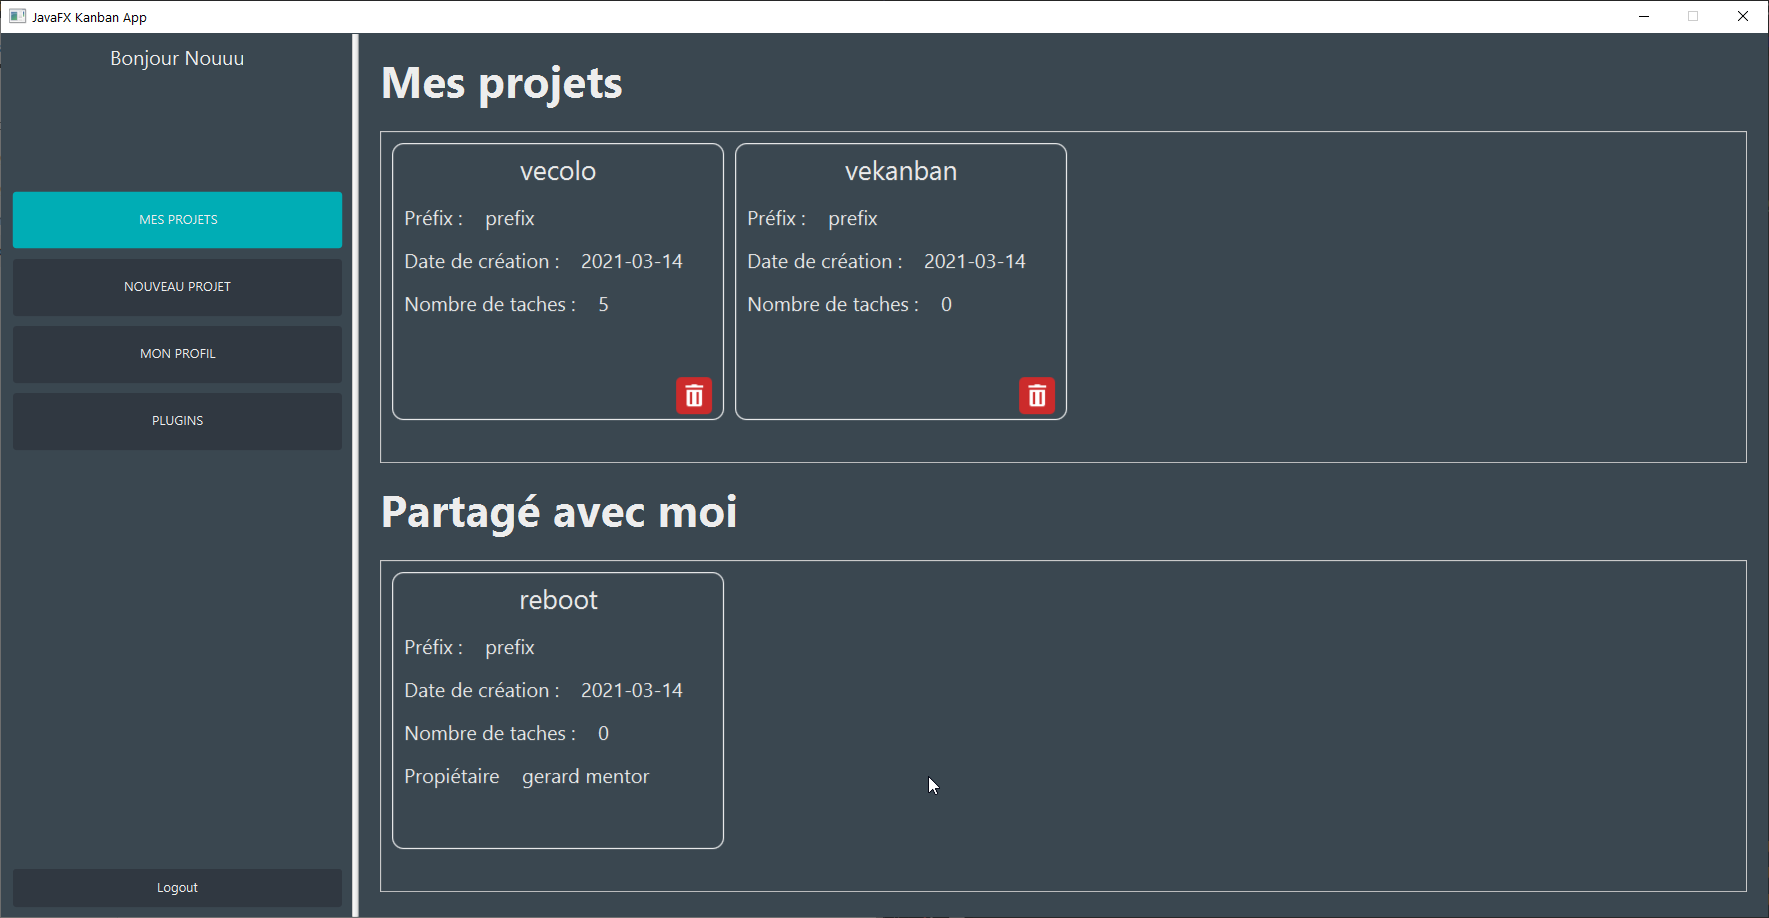 JavaFX Kanban App
Bonjour Nouuu
MES PROJETS
NOUVEAU PROJET
MON PROFIL
PLUGINS
Logout
Mes projets
vecolo
Préfix : prefix
Date de création : 2021-03-14
Nombre de taches : 5
vekanban
Préfix : prefix
Date de création : 2021-03-14
Nombre de taches : 0
Partagé avec moi
reboot
Préfix : prefix
Date de création : 2021-03-14
Nombre de taches : 0
Propiétaire gerard mentor